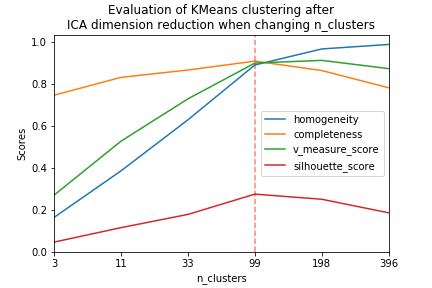 Evaluation of KMeans clustering after
ICA dimension reduction when changing n_clusters
1.0
0.8
0.6
0.4
0.2
0.0
Scores
homogeneity
completeness
v_measure_score
silhouette_score
3 11 33 99 198 396
n_clusters